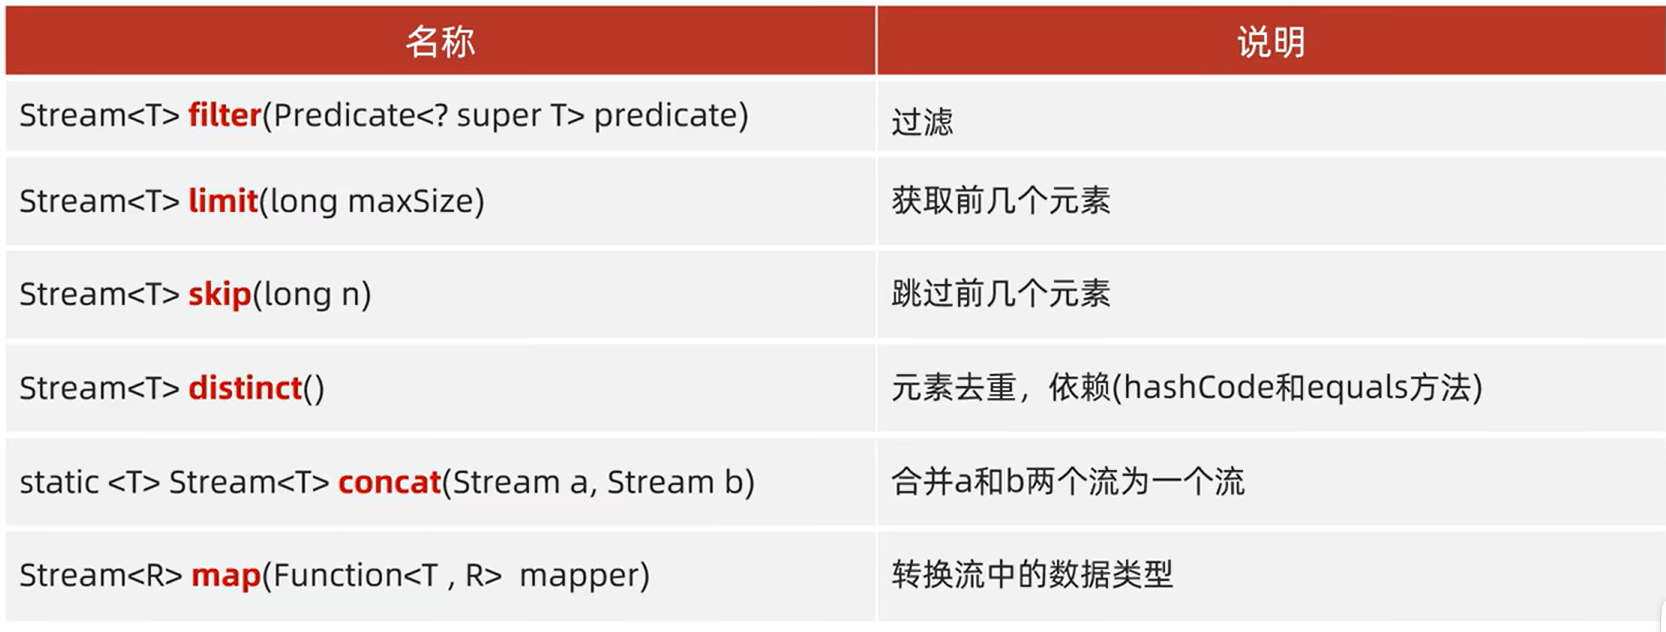 名称 说明
Stream<T> filter(Predicate<? super T> predicate) 过滤
Stream<T> limit(long maxSize) 获取前几个元素
Stream<T> skip(long n) 跳过前几个元素
Stream<T> distinct() 元素去重，依赖(hashCode和equals方法)
static <T> Stream<T> concat(Stream a, Stream b) 合并a和b两个流为一个流
Stream<R> map(Function<T , R>  mapper) 转换流中的数据类型